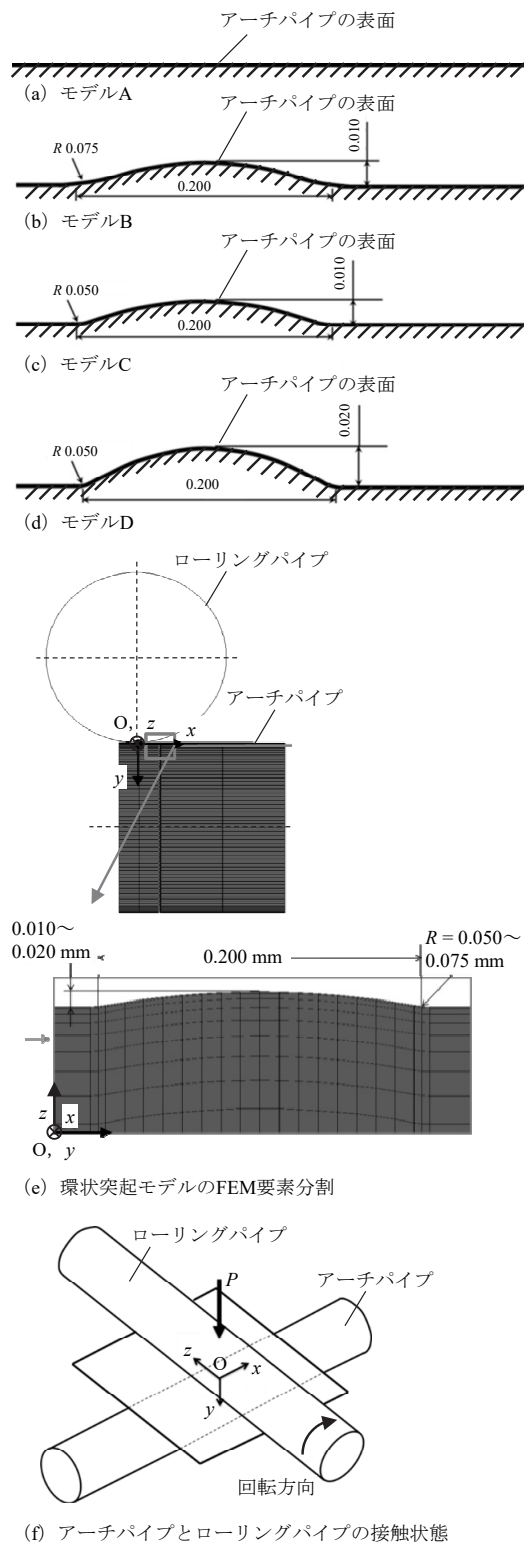 アーチパイプの表面
(a) モデルA
アーチパイプの表面
R 0.075
0.010
0.200
(b) モデルB
アーチパイプの表面
R 0.050
0.010
0.200
(c) モデルC
アーチパイプの表面
R 0.050
0.020
0.200
(d) モデルD
ローリングパイプ
アーチパイプ
O, z x
y
0.010～
0.020 mm
0.200 mm
R = 0.050～
0.075 mm
z x
O, y
(e) 環状突起モデルのFEM要素分割
ローリングパイプ
P
アーチパイプ
z O x
y
回転方向
(f) アーチパイプとローリングパイプの接触状態